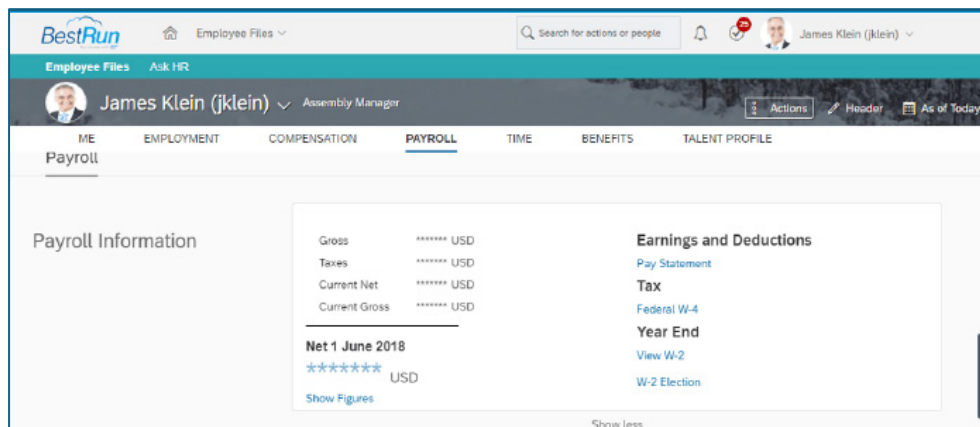 BestRun
Employee Files
Search for actions or people
25
James Klein (jklein)
Employee Files Ask HR
James Klein (jklein) Assembly Manager
Actions Header As of Today
ME EMPLOYMENT COMPENSATION PAYROLL TIME BENEFITS TALENT PROFILE
Payroll
Payroll Information
Gross ******* USD
Taxes ******* USD
Current Net ******* USD
Current Gross ******* USD
Net 1 June 2018
******* USD
Show Figures
Earnings and Deductions
Pay Statement
Tax
Federal W-4
Year End
View W-2
W-2 Election
Show less